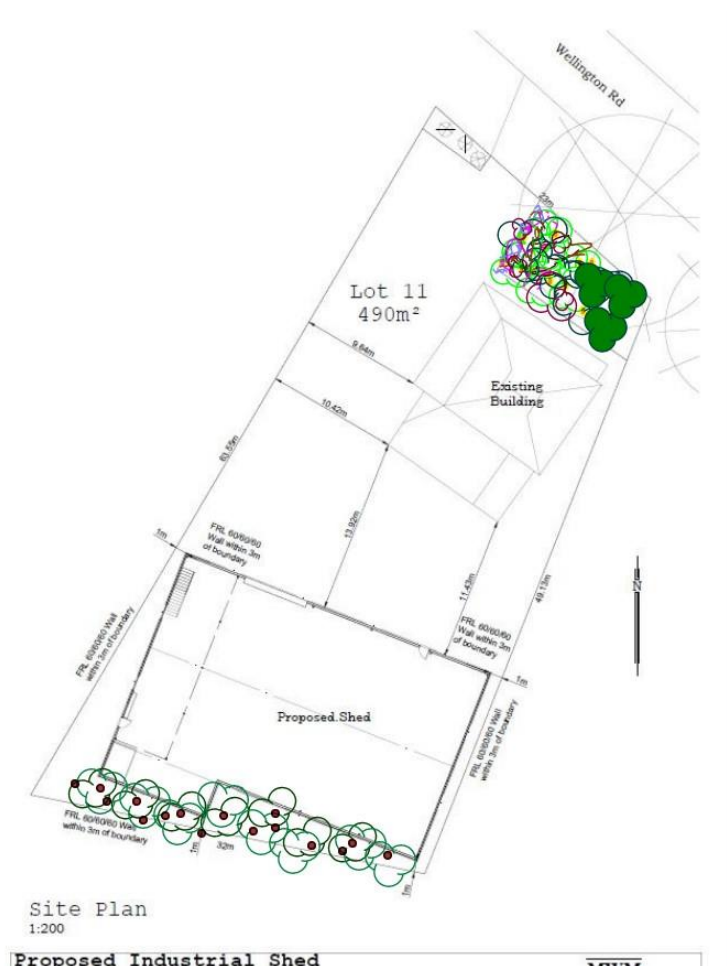 Wellington Rd
23m
Lot 11
490m²
9.64m
Existing
Building
10.42m
63.55m
13.92m
11.43m
49.13m
1m
FRL 60/60/60
Wall within 3m
of boundary
FRL 60/60/60
Wall within 3m
of boundary
1m
FRL 60/60/60 Wall
within 3m of boundary
N
Proposed Shed
FRL 60/60/60 Wall
within 3m of boundary
FRL 60/60/60 Wall
within 3m of boundary
1m
32m
1m
Site Plan
1:200
Proposed Industrial Shed